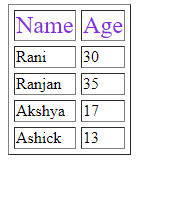 Name Age
Rani 30
Ranjan 35
Akshya 17
Ashick 13